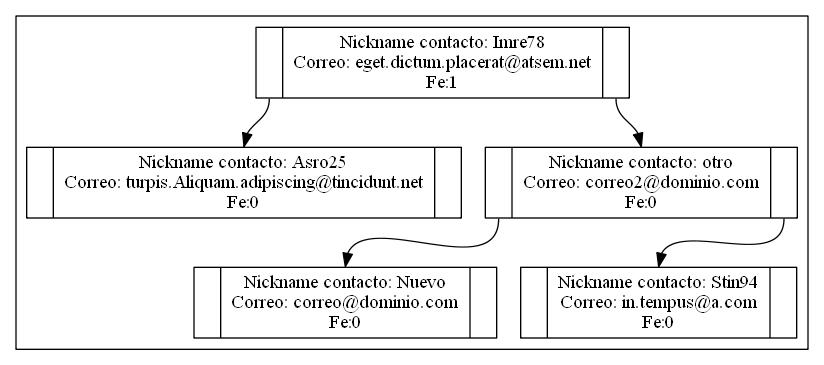 Nickname contacto: Imre78
Correo: eget.dictum.placerat@atsem.net
Fe:1
Nickname contacto: Asro25
Correo: turpis.Aliquam.adipiscing@tincidunt.net
Fe:0
Nickname contacto: otro
Correo: correo2@dominio.com
Fe:0
Nickname contacto: Nuevo
Correo: correo@dominio.com
Fe:0
Nickname contacto: Stin94
Correo: in.tempus@a.com
Fe:0